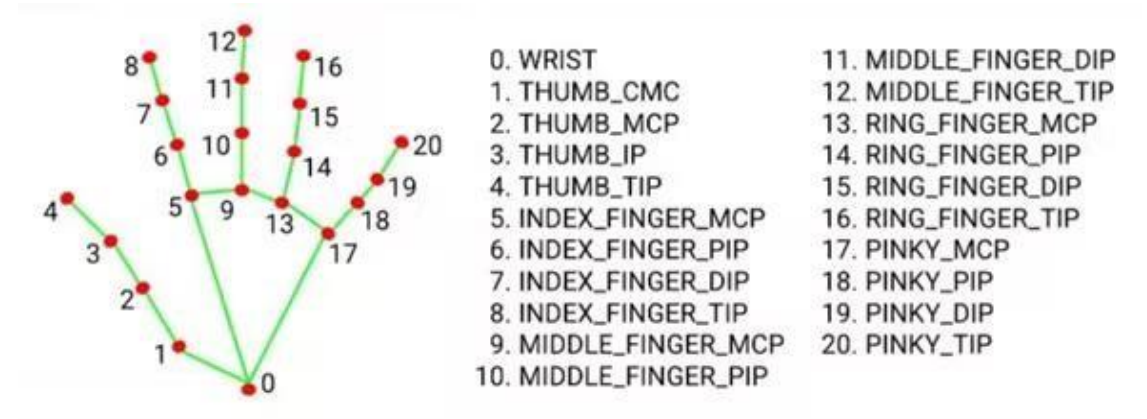 12
8
16
11
7
15
10
20
6
14
19
4
5
9
18
13
3
17
2
1
0
0. WRIST
1. THUMB_CMC
2. THUMB_MCP
3. THUMB_IP
4. THUMB_TIP
5. INDEX_FINGER_MCP
6. INDEX_FINGER_PIP
7. INDEX_FINGER_DIP
8. INDEX_FINGER_TIP
9. MIDDLE_FINGER_MCP
10. MIDDLE_FINGER_PIP
11. MIDDLE_FINGER_DIP
12. MIDDLE_FINGER_TIP
13. RING_FINGER_MCP
14. RING_FINGER_PIP
15. RING_FINGER_DIP
16. RING_FINGER_TIP
17. PINKY_MCP
18. PINKY_PIP
19. PINKY_DIP
20. PINKY_TIP